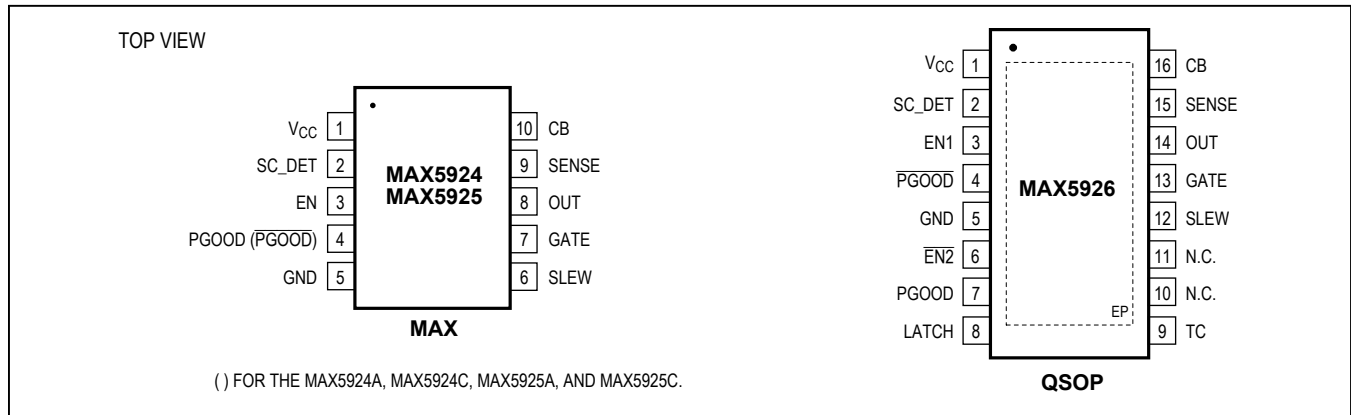 TOP VIEW
VCC 1
SC_DET 2
EN 3
PGOOD (PGOOD) 4
GND 5
MAX5924
MAX5925
10 CB
9 SENSE
8 OUT
7 GATE
6 SLEW
MAX
( ) FOR THE MAX5924A, MAX5924C, MAX5925A, AND MAX5925C.
VCC 1
SC_DET 2
EN1 3
PGOOD 4
GND 5
EN2 6
PGOOD 7
LATCH 8
MAX5926
EP
16 CB
15 SENSE
14 OUT
13 GATE
12 SLEW
11 N.C.
10 N.C.
9 TC
QSOP